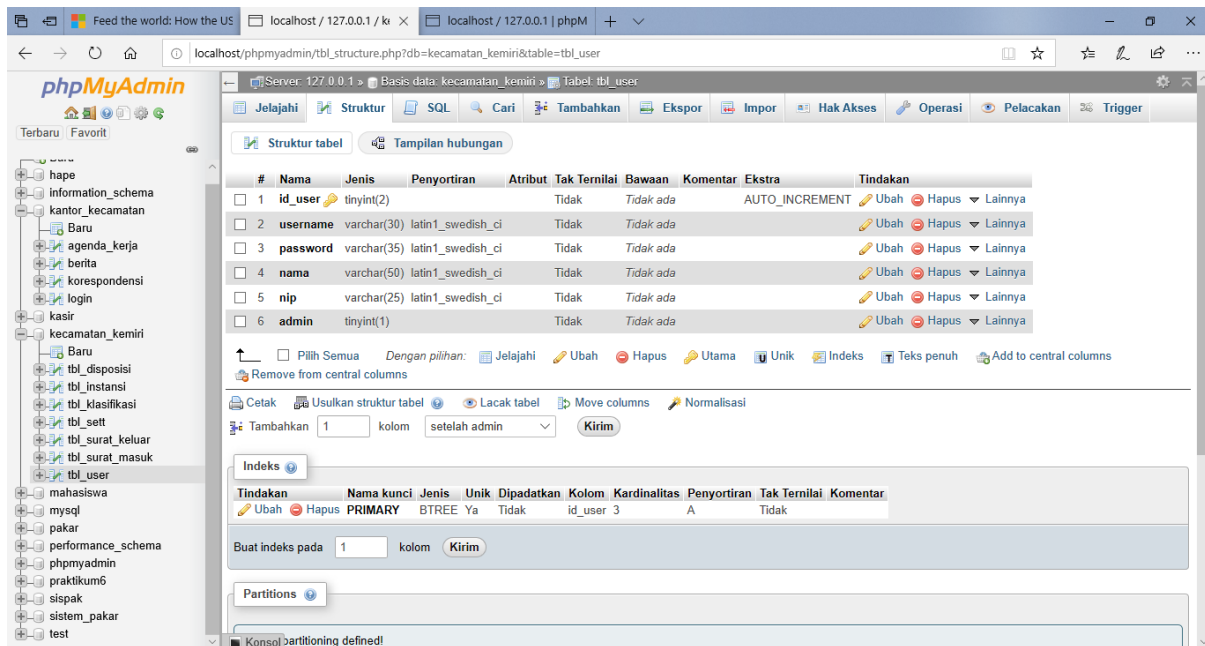 Feed the world: How the US
localhost / 127.0.0.1 / ke
localhost / 127.0.0.1 | phpM
localhost/phpmyadmin/tbl_structure.php?db=kecamatan_kemiri&table=tbl_user
phpMyAdmin
Terbaru Favorit
Baru
hape
information_schema
kantor_kecamatan
Baru
agenda_kerja
berita
korespondensi
login
kasir
kecamatan_kemiri
Baru
tbl_disposisi
tbl_instansi
tbl_klasifikasi
tbl_sett
tbl_surat_keluar
tbl_surat_masuk
tbl_user
mahasiswa
mysql
pakar
performance_schema
phpmyadmin
praktikum6
sispak
sistem_pakar
test
Server: 127.0.0.1 » Basis data: kecamatan_kemiri » Tabel: tbl_user
Jelajahi Struktur SQL Cari Tambahkan Ekspor Impor Hak Akses Operasi Pelacakan Trigger
Struktur tabel Tampilan hubungan
# Nama Jenis Penyortiran Atribut Tak Ternilai Bawaan Komentar Ekstra Tindakan
1 id_user tinyint(2) Tidak Tidak ada AUTO_INCREMENT Ubah Hapus Lainnya
2 username varchar(30) latin1_swedish_ci Tidak Tidak ada Ubah Hapus Lainnya
3 password varchar(35) latin1_swedish_ci Tidak Tidak ada Ubah Hapus Lainnya
4 nama varchar(50) latin1_swedish_ci Tidak Tidak ada Ubah Hapus Lainnya
5 nip varchar(25) latin1_swedish_ci Tidak Tidak ada Ubah Hapus Lainnya
6 admin tinyint(1) Tidak Tidak ada Ubah Hapus Lainnya
Pilih Semua Dengan pilihan: Jelajahi Ubah Hapus Utama Unik Indeks Teks penuh Add to central columns
Remove from central columns
Cetak Usulkan struktur tabel Lacak tabel Move columns Normalisasi
Tambahkan 1 kolom setelah admin Kirim
Indeks
Tindakan Nama kunci Jenis Unik Dipadatkan Kolom Kardinalitas Penyortiran Tak Ternilai Komentar
Ubah Hapus PRIMARY BTREE Ya Tidak id_user 3 A Tidak
Buat indeks pada 1 kolom Kirim
Partitions
Konsol partitioning defined!